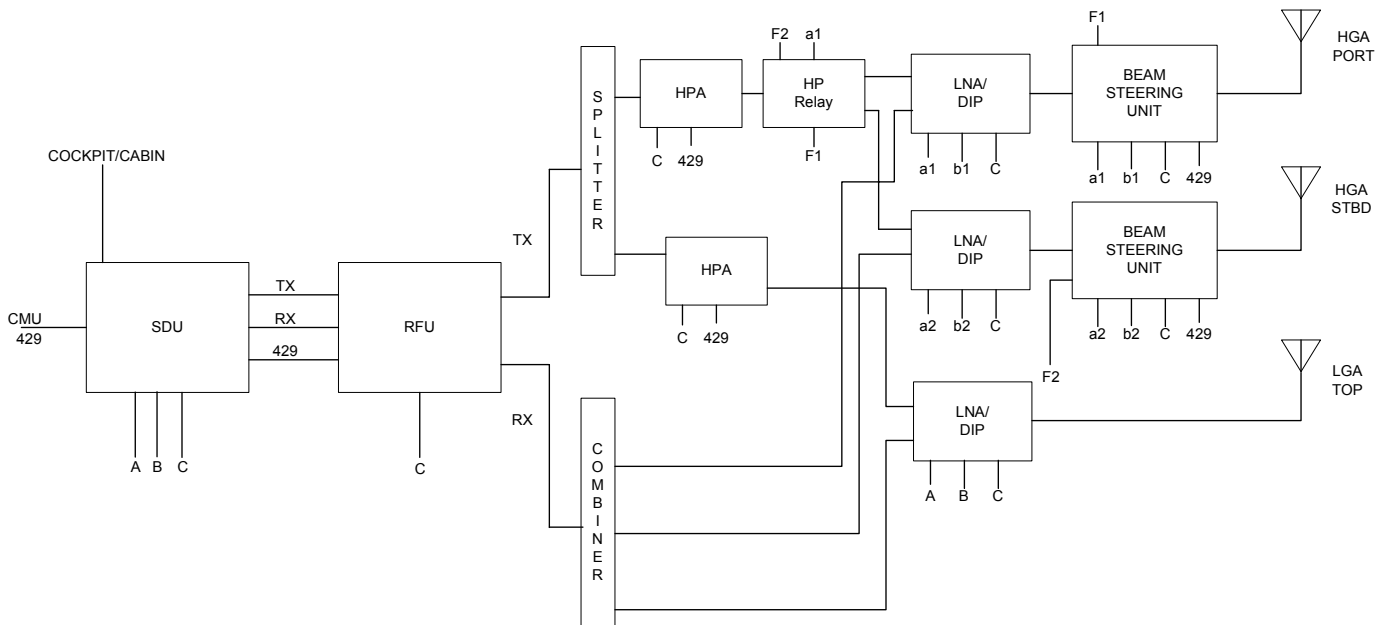 COCKPIT/CABIN
CMU
429
SDU
A B C
TX
RX
429
RFU
C
TX
RX
SPLITTER
COMBINER
HPA
C 429
F2 a1
HP
Relay
F1
HPA
C 429
LNA/
DIP
a1 b1 C
LNA/
DIP
a2 b2 C
LNA/
DIP
A B C
F1
BEAM
STEERING
UNIT
a1 b1 C 429
BEAM
STEERING
UNIT
a2 b2 C 429
F2
HGA
PORT
HGA
STBD
LGA
TOP